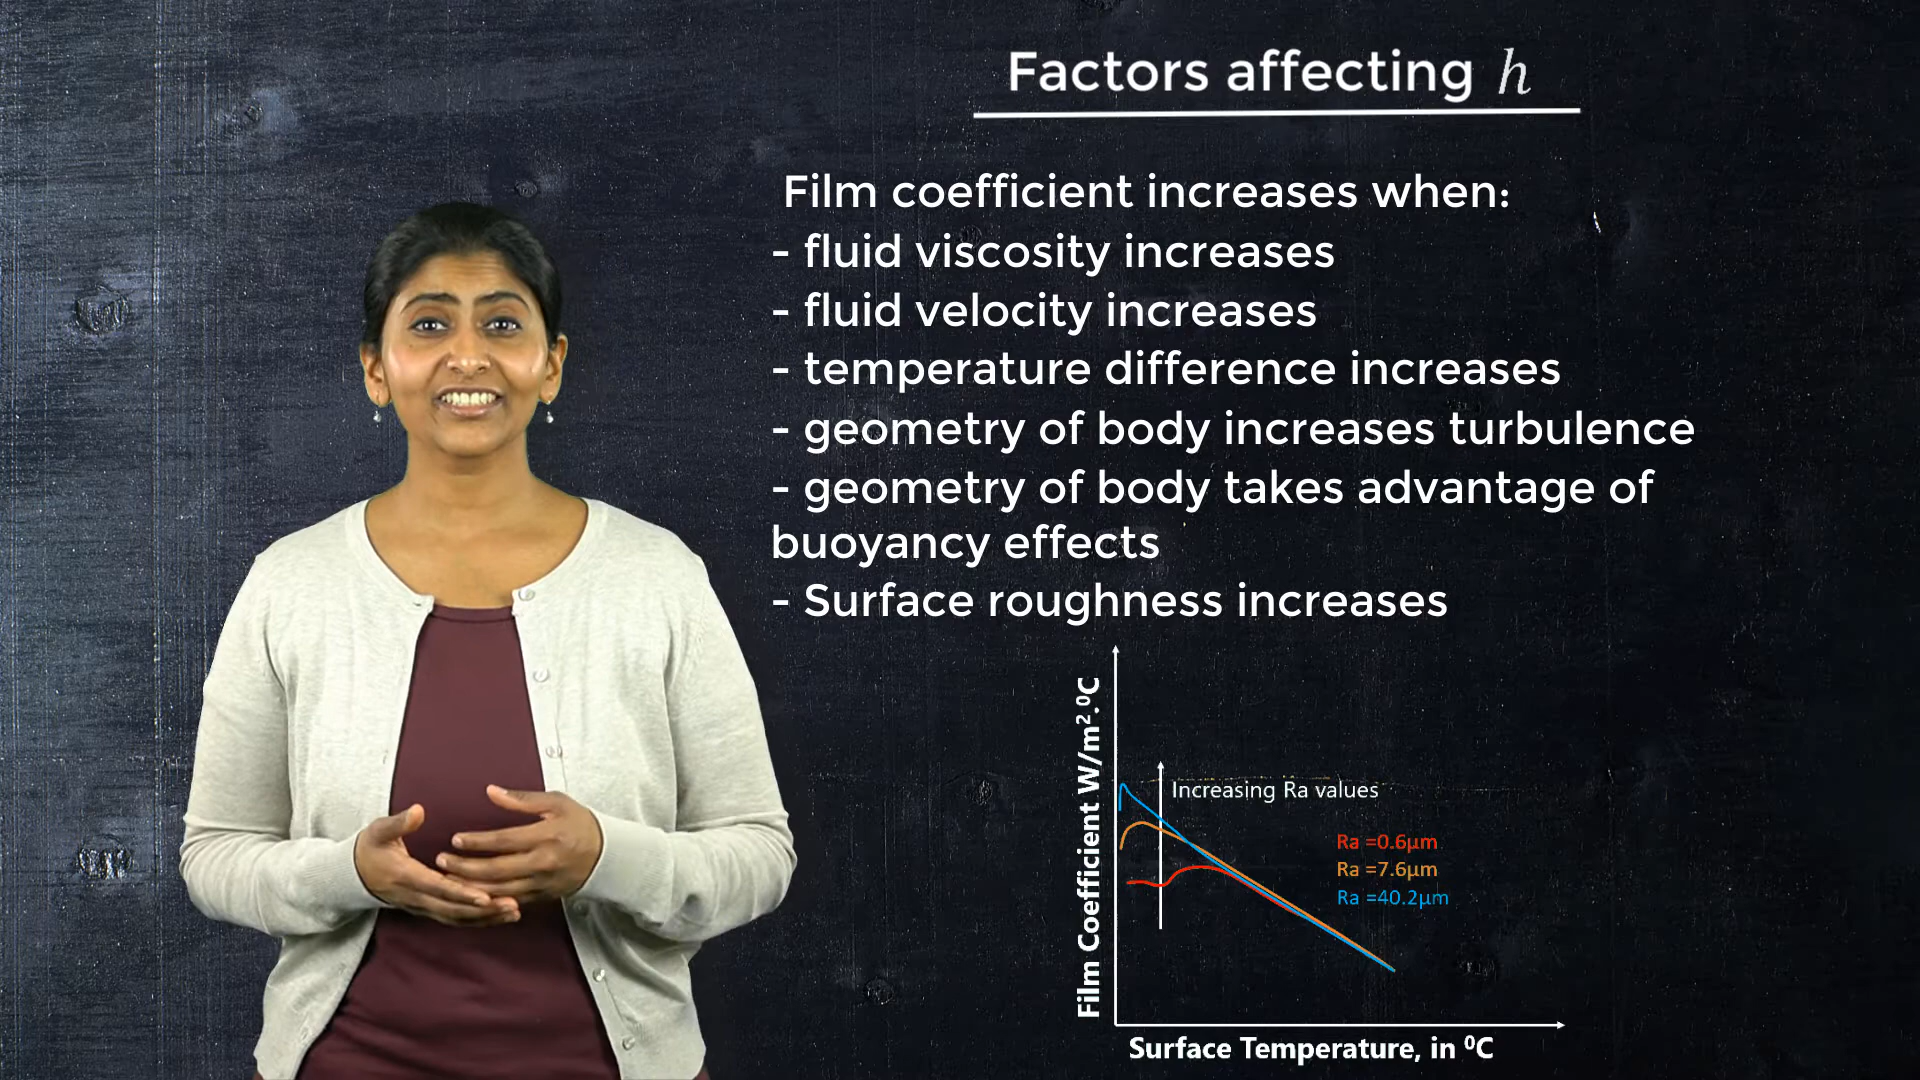 Factors affecting h
Film coefficient increases when:
- fluid viscosity increases
- fluid velocity increases
- temperature difference increases
- geometry of body increases turbulence
- geometry of body takes advantage of
buoyancy effects
- Surface roughness increases
Film Coefficient W/m².⁰C
Increasing Ra values
Ra =0.6μm
Ra =7.6μm
Ra =40.2μm
Surface Temperature, in ⁰C